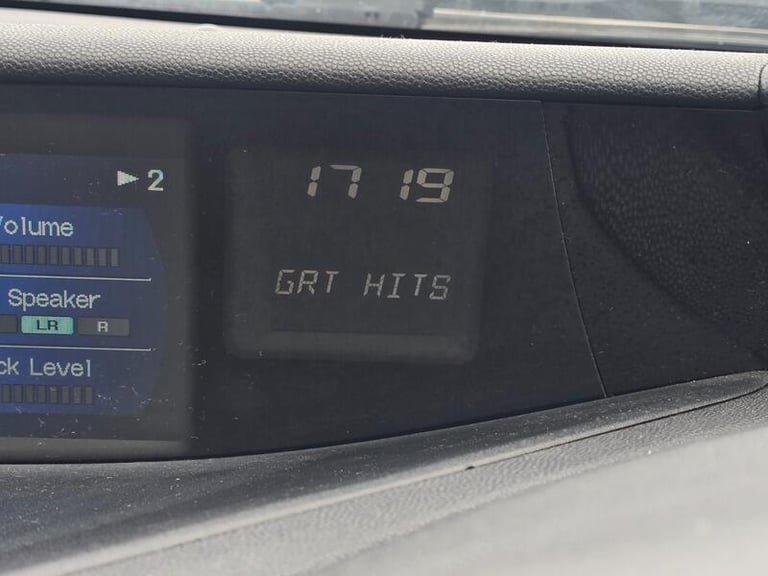 ►2
Volume
Speaker
LR R
ck Level
17 19
GRT HITS